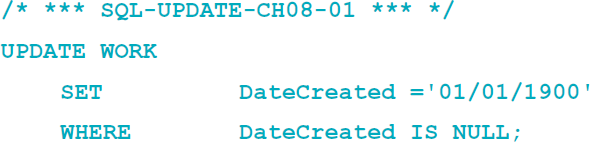 /* *** SQL-UPDATE-CH08-01 *** */
UPDATE WORK
SET DateCreated ='01/01/1900'
WHERE DateCreated IS NULL;